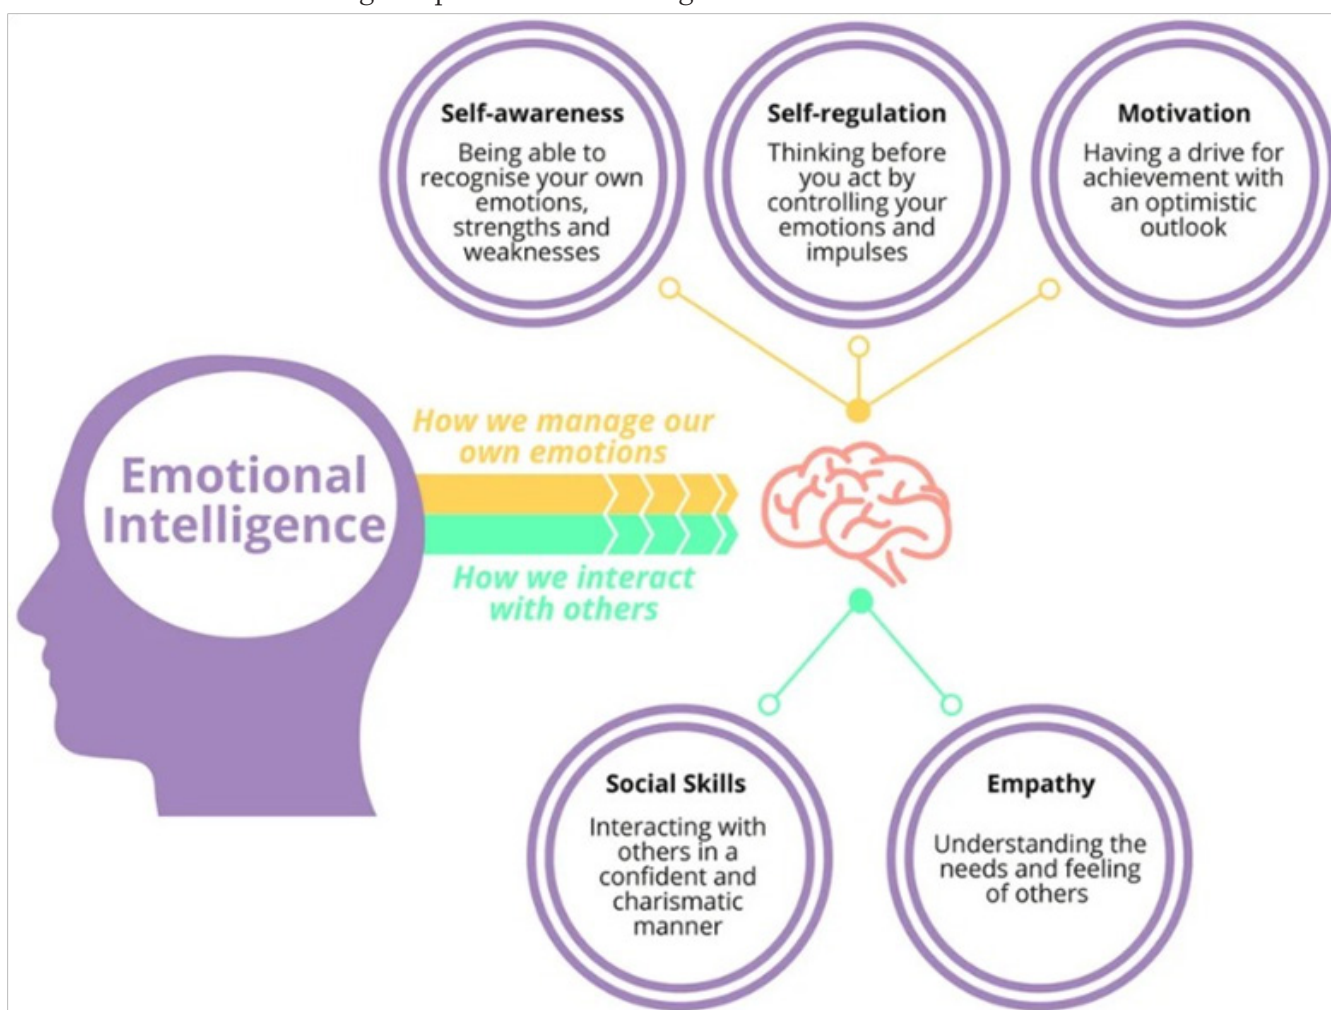 Self-awareness
Being able to
recognise your own
emotions,
strengths and
weaknesses
Self-regulation
Thinking before
you act by
controlling your
emotions and
impulses
Motivation
Having a drive for
achievement with
an optimistic
outlook
Emotional
Intelligence
How we manage our
own emotions
How we interact
with others
Social Skills
Interacting with
others in a
confident and
charismatic
manner
Empathy
Understanding the
needs and feeling
of others